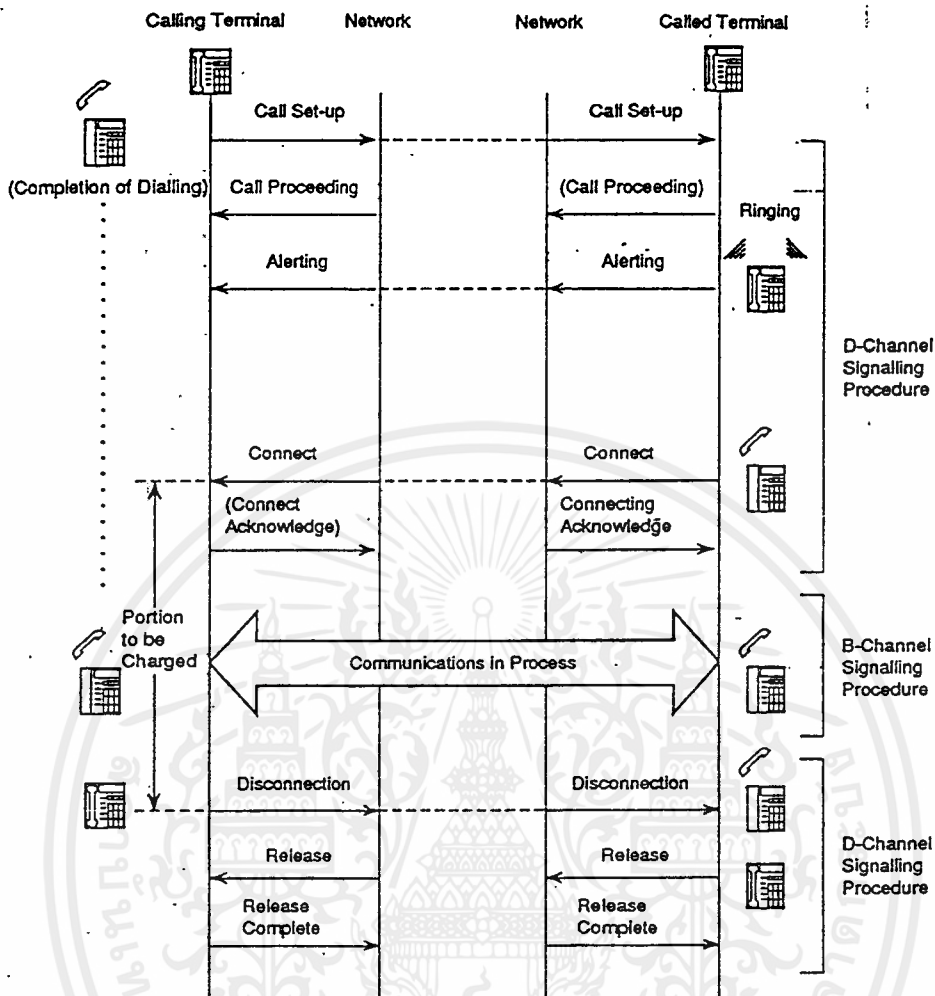 Calling Terminal Network Network Called Terminal
Call Set-up Call Set-up
(Completion of Dialling) Call Proceeding (Call Proceeding)
Ringing
Alerting Alerting
D-Channel
Signalling
Procedure
Connect Connect
(Connect
Acknowledge)
Connecting
Acknowledge
Portion
to be
Charged
Communications in Process
B-Channel
Signalling
Procedure
Disconnection Disconnection
Release Release
D-Channel
Signalling
Procedure
Release
Complete
Release
Complete